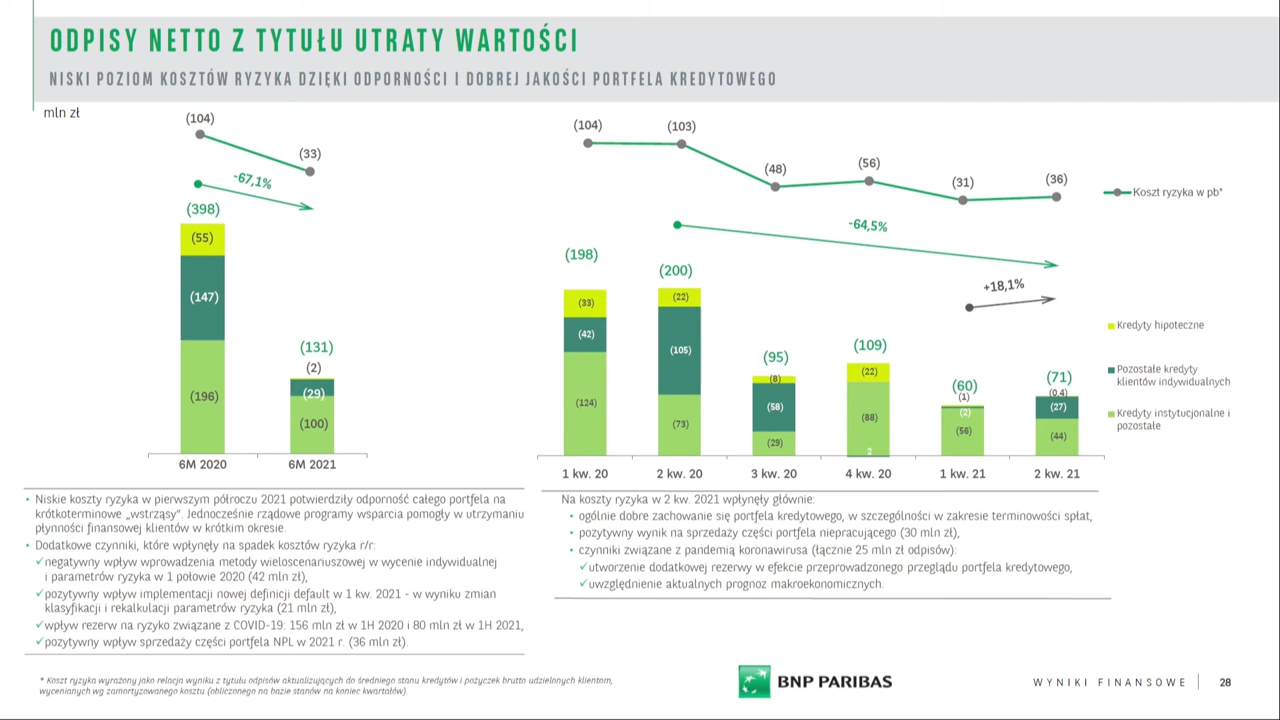 ODPISY NETTO Z TYTUŁU UTRATY WARTOŚCI
NISKI POZIOM KOSZTÓW RYZYKA DZIĘKI ODPORNOŚCI I DOBREJ JAKOŚCI PORTFELA KREDYTOWEGO
mln zł
(104)
(33)
-67,1%
(398)
(55)
(147)
(196)
(131)
(2)
(29)
(100)
6M 2020
6M 2021
(104)
(103)
(48)
(56)
(31)
(36)
Koszt ryzyka w pb*
-64,5%
+18,1%
(198)
(33)
(42)
(124)
(200)
(22)
(105)
(73)
(95)
(8)
(58)
(29)
(109)
(22)
(88)
2
(60)
(1)
(2)
(56)
(71)
(0,4)
(27)
(44)
1 kw. 20
2 kw. 20
3 kw. 20
4 kw. 20
1 kw. 21
2 kw. 21
Kredyty hipoteczne
Pozostałe kredyty
klientów indywidualnych
Kredyty instytucjonalne i
pozostałe
• Niskie koszty ryzyka w pierwszym półroczu 2021 potwierdziły odporność całego portfela na
krótkoterminowe „wstrząsy". Jednocześnie rządowe programy wsparcia pomogły w utrzymaniu
płynności finansowej klientów w krótkim okresie.
• Dodatkowe czynniki, które wpłynęły na spadek kosztów ryzyka r/r:
✓negatywny wpływ wprowadzenia metody wieloscenariuszowej w wycenie indywidualnej
i parametrów ryzyka w 1 połowie 2020 (42 mln zł),
✓pozytywny wpływ implementacji nowej definicji default w 1 kw. 2021 - w wyniku zmian
klasyfikacji i rekalkulacji parametrów ryzyka (21 mln zł),
✓wpływ rezerw na ryzyko związane z COVID-19: 156 mln zł w 1H 2020 i 80 mln zł w 1H 2021,
✓pozytywny wpływ sprzedaży części portfela NPL w 2021 r. (36 mln zł).
Na koszty ryzyka w 2 kw. 2021 wpłynęły głównie:
• ogólnie dobre zachowanie się portfela kredytowego, w szczególności w zakresie terminowości spłat,
• pozytywny wynik na sprzedaży części portfela niepracującego (30 mln zł),
• czynniki związane z pandemią koronawirusa (łącznie 25 mln zł odpisów):
✓utworzenie dodatkowej rezerwy w efekcie przeprowadzonego przeglądu portfela kredytowego,
✓uwzględnienie aktualnych prognoz makroekonomicznych.
* Koszt ryzyka wyrażony jako relacja wyniku z tytułu odpisów aktualizujących do średniego stanu kredytów i pożyczek brutto udzielonych klientom,
wycenianych wg zamortyzowanego kosztu (obliczonego na bazie stanów na koniec kwartałów).
BNP PARIBAS
WYNIKI FINANSOWE
28